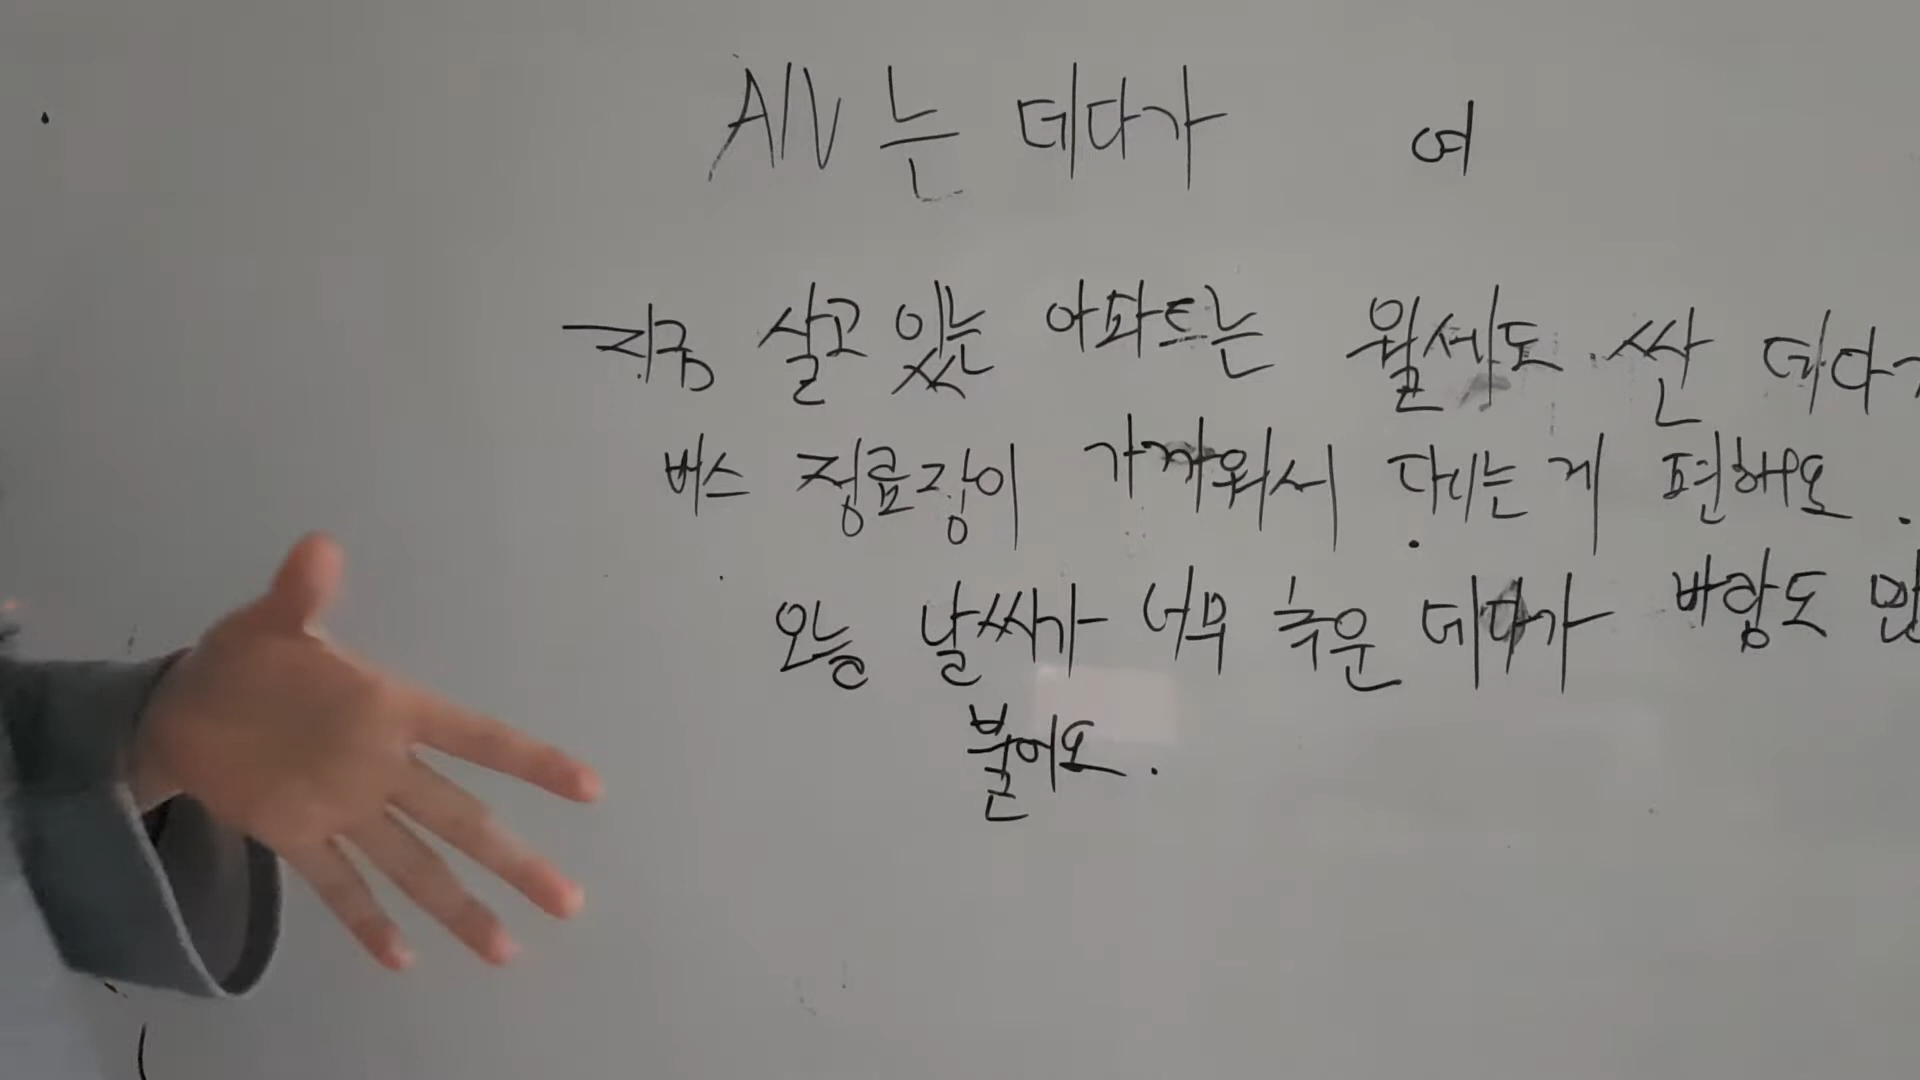 A/V 는 데다가 여
지금 살고 있는 아파트는 월세도 싼 데다가
버스 정료장이 가까워서 다니는 게 편해요.
오늘 날씨가 너무 추운 데다가 바람도
불어요.